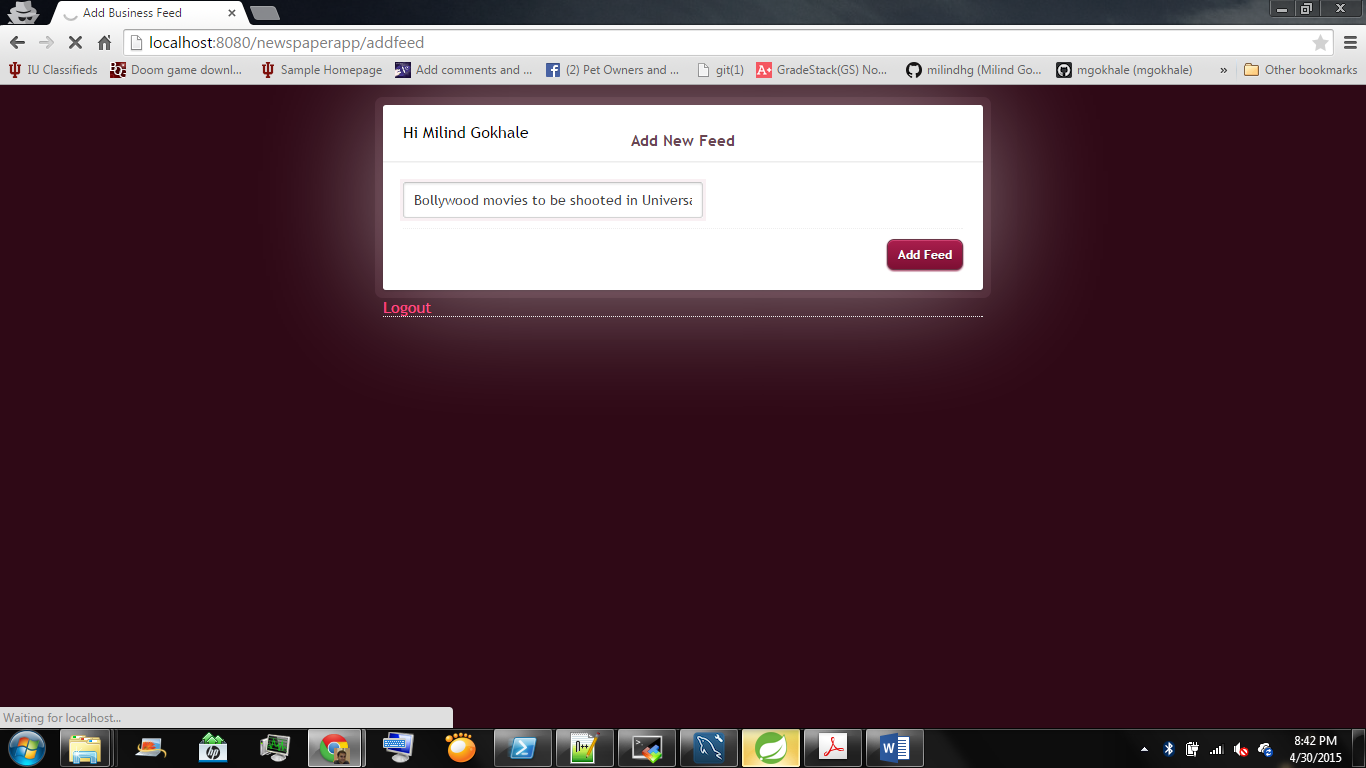 Add Business Feed
localhost:8080/newspaperapp/addfeed
IU Classifieds Doom game downl... Sample Homepage Add comments and ... (2) Pet Owners and ... git(1) A+ GradeStack(GS) No... milindhg (Milind Go... mgokhale (mgokhale) » Other bookmarks
Hi Milind Gokhale
Add New Feed
Bollywood movies to be shooted in Universa
Add Feed
Logout
Waiting for localhost...
8:42 PM
4/30/2015